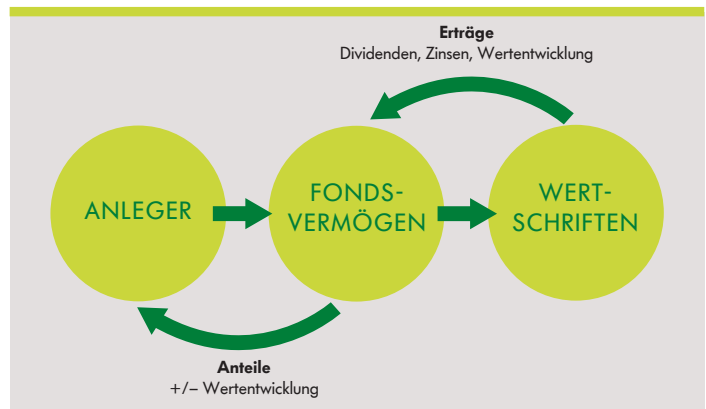 Erträge
Dividenden, Zinsen, Wertentwicklung
ANLEGER
FONDS-
VERMÖGEN
WERT-
SCHRIFTEN
Anteile
+/– Wertentwicklung